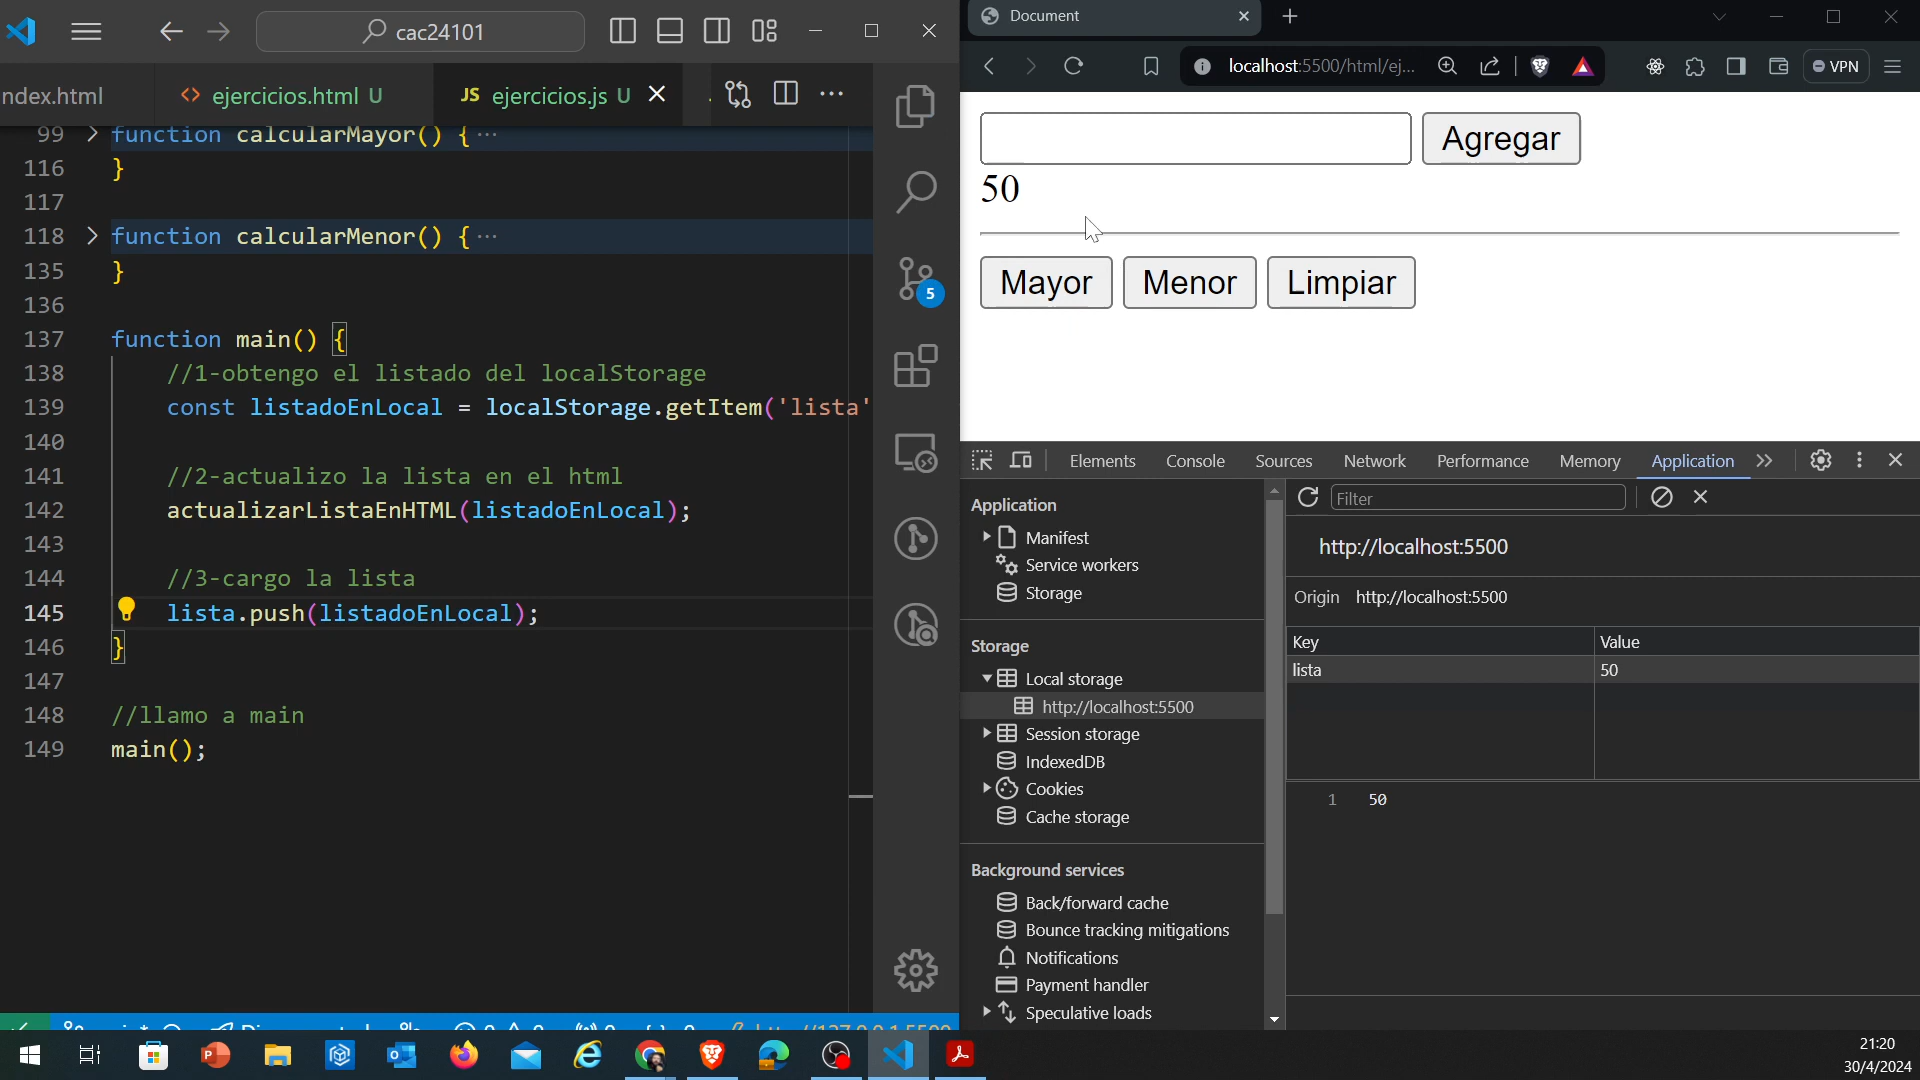 cac24101
ndex.html
<> ejercicios.html U
JS ejercicios.js U
99 function calcularMayor() {···
116 }
117
118 function calcularMenor() {···
135 }
136
137 function main() {
138 //1-obtengo el listado del localStorage
139 const listadoEnLocal = localStorage.getItem('lista'
140
141 //2-actualizo la lista en el html
142 actualizarListaEnHTML(listadoEnLocal);
143
144 //3-cargo la lista
145 lista.push(listadoEnLocal);
146 }
147
148 //llamo a main
149 main();
5
Document
localhost:5500/html/ej...
VPN
Agregar
50
Mayor Menor Limpiar
Elements Console Sources Network Performance Memory Application
Application
Manifest
Service workers
Storage
Storage
Local storage
http://localhost:5500
Session storage
IndexedDB
Cookies
Cache storage
Background services
Back/forward cache
Bounce tracking mitigations
Notifications
Payment handler
Speculative loads
Filter
http://localhost:5500
Origin http://localhost:5500
Key Value
lista 50
1 50
21:20
30/4/2024